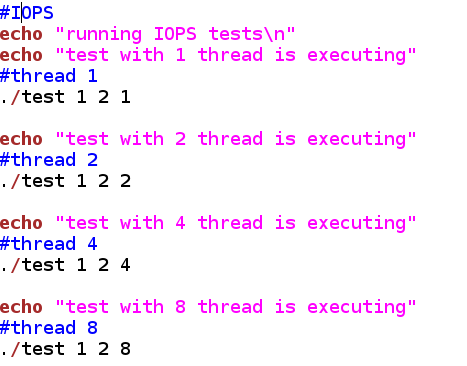 #IOPS
echo "running IOPS tests\n"
echo "test with 1 thread is executing"
#thread 1
./test 1 2 1
echo "test with 2 thread is executing"
#thread 2
./test 1 2 2
echo "test with 4 thread is executing"
#thread 4
./test 1 2 4
echo "test with 8 thread is executing"
#thread 8
./test 1 2 8